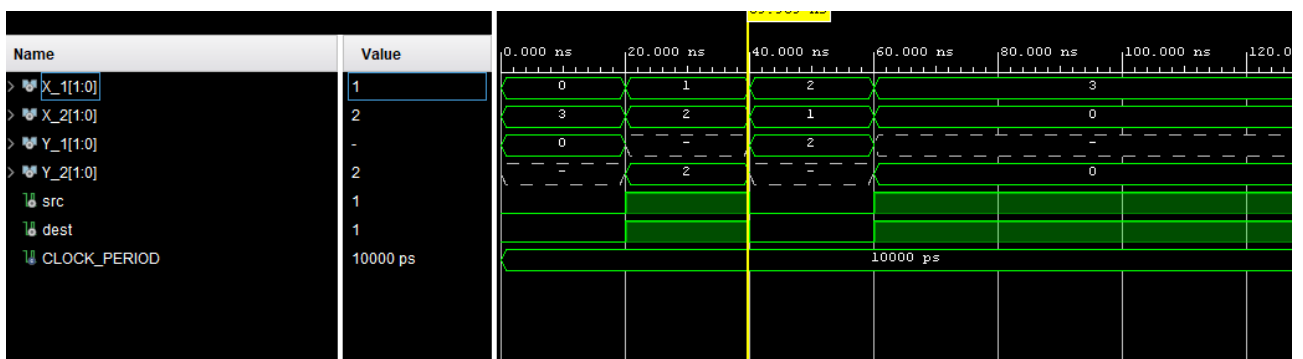 Name Value 0.000 ns 20.000 ns 40.000 ns 60.000 ns 80.000 ns 100.000 ns 120.0
X_1[1:0] 1 0 1 2 3
X_2[1:0] 2 3 2 1 0
Y_1[1:0] - 0 - 2 -
Y_2[1:0] 2 - 2 - 0
src 1
dest 1
CLOCK_PERIOD 10000 ps 10000 ps